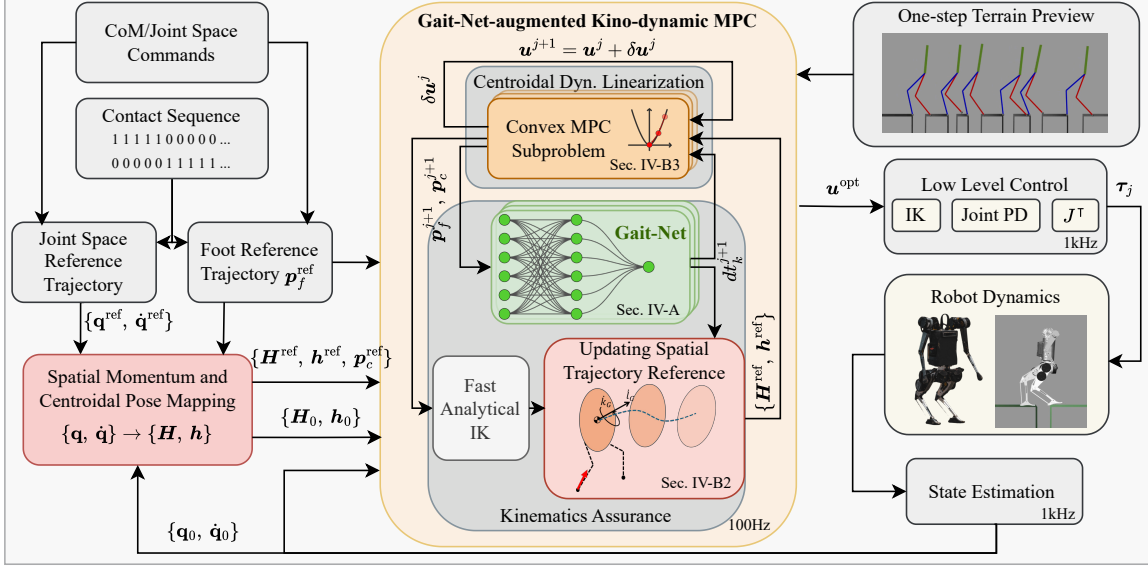 CoM/Joint Space
Commands
Contact Sequence
1 1 1 1 1 0 0 0 0 0 ...
0 0 0 0 0 1 1 1 1 1 ...
Joint Space
Reference
Trajectory
Foot Reference
Trajectory p_f^ref
{q^ref, q̇^ref}
Spatial Momentum and
Centroidal Pose Mapping
{q, q̇} → {H, h}
{H^ref, h^ref, p_c^ref}
{H_0, h_0}
{q_0, q̇_0}
Gait-Net-augmented Kino-dynamic MPC
u^{j+1} = u^j + δu^j
δu^j
Centroidal Dyn. Linearization
Convex MPC
Subproblem
Sec. IV-B3
p_f^{j+1}, p_c^{j+1}
Gait-Net
Sec. IV-A
dt_k^{j+1}
{H^ref, h^ref}
Fast
Analytical
IK
Updating Spatial
Trajectory Reference
k_G
l_G
Sec. IV-B2
Kinematics Assurance
100Hz
One-step Terrain Preview
u^opt
Low Level Control
τ_j
IK
Joint PD
J^⊤
1kHz
Robot Dynamics
State Estimation
1kHz